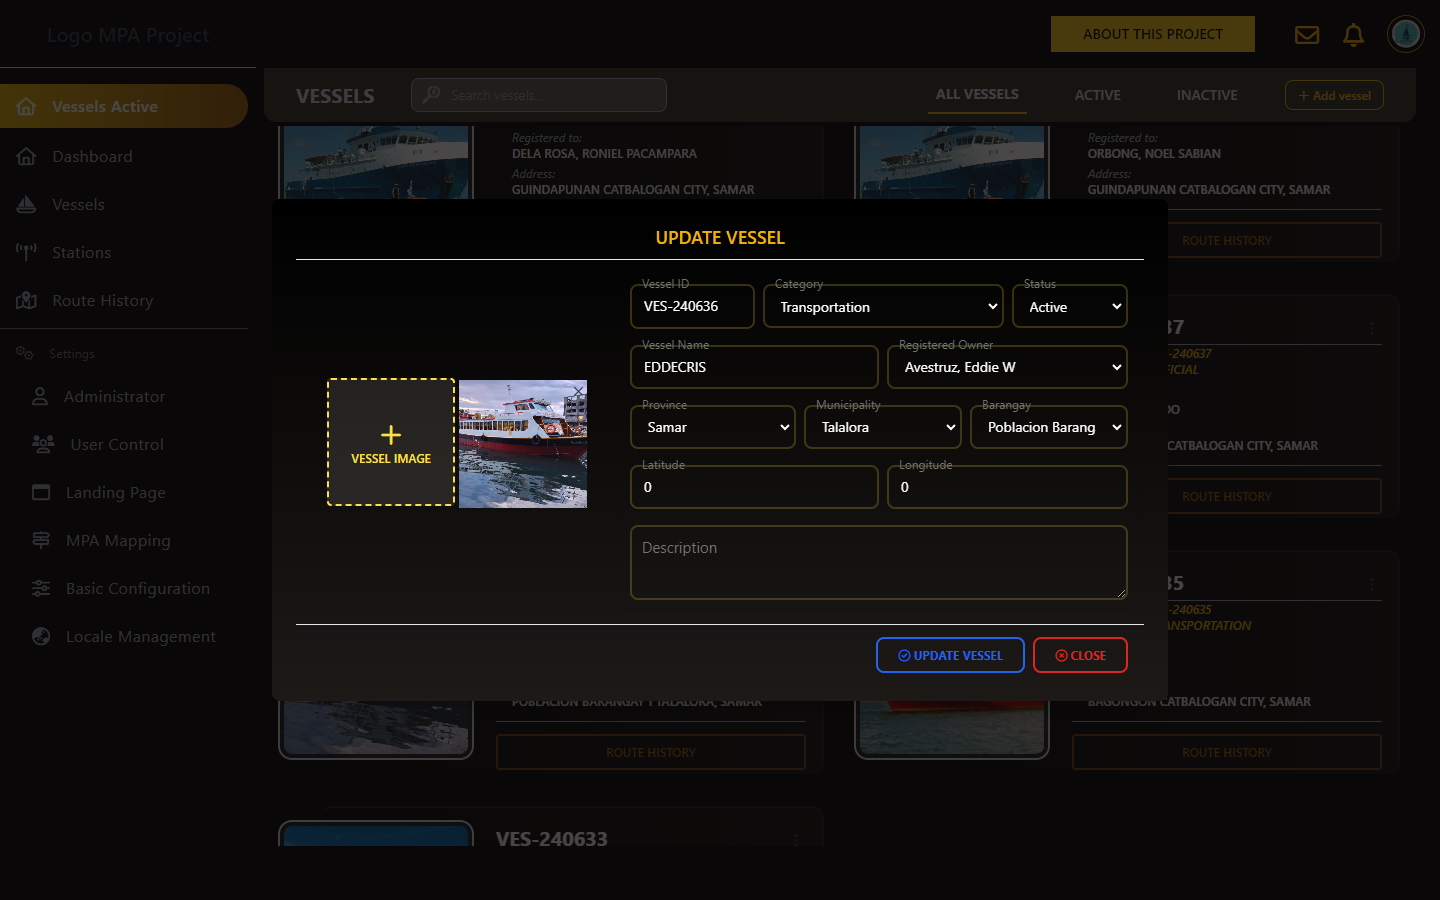 Logo MPA Project
ABOUT THIS PROJECT
Vessels Active
Dashboard
Vessels
Stations
Route History
Settings
Administrator
User Control
Landing Page
MPA Mapping
Basic Configuration
Locale Management
VESSELS
Search vessels...
ALL VESSELS
ACTIVE
INACTIVE
+ Add vessel
Registered to:
DELA ROSA, RONIEL PACAMPARA
Address:
GUINDAPUNAN CATBALOGAN CITY, SAMAR
Registered to:
ORBONG, NOEL SABIAN
Address:
GUINDAPUNAN CATBALOGAN CITY, SAMAR
ROUTE HISTORY
UPDATE VESSEL
VESSEL IMAGE
Vessel ID
VES-240636
Category
Transportation
Status
Active
Vessel Name
EDDECRIS
Registered Owner
Avestruz, Eddie W
Province
Samar
Municipality
Talalora
Barangay
Poblacion Barang
Latitude
0
Longitude
0
Description
UPDATE VESSEL
CLOSE
37
-240637
FICIAL
DO
CATBALOGAN CITY, SAMAR
ROUTE HISTORY
35
-240635
ANSPORTATION
POBLACION BARANGAY 1 TALALORA, SAMAR
ROUTE HISTORY
BAGONGON CATBALOGAN CITY, SAMAR
ROUTE HISTORY
VES-240633